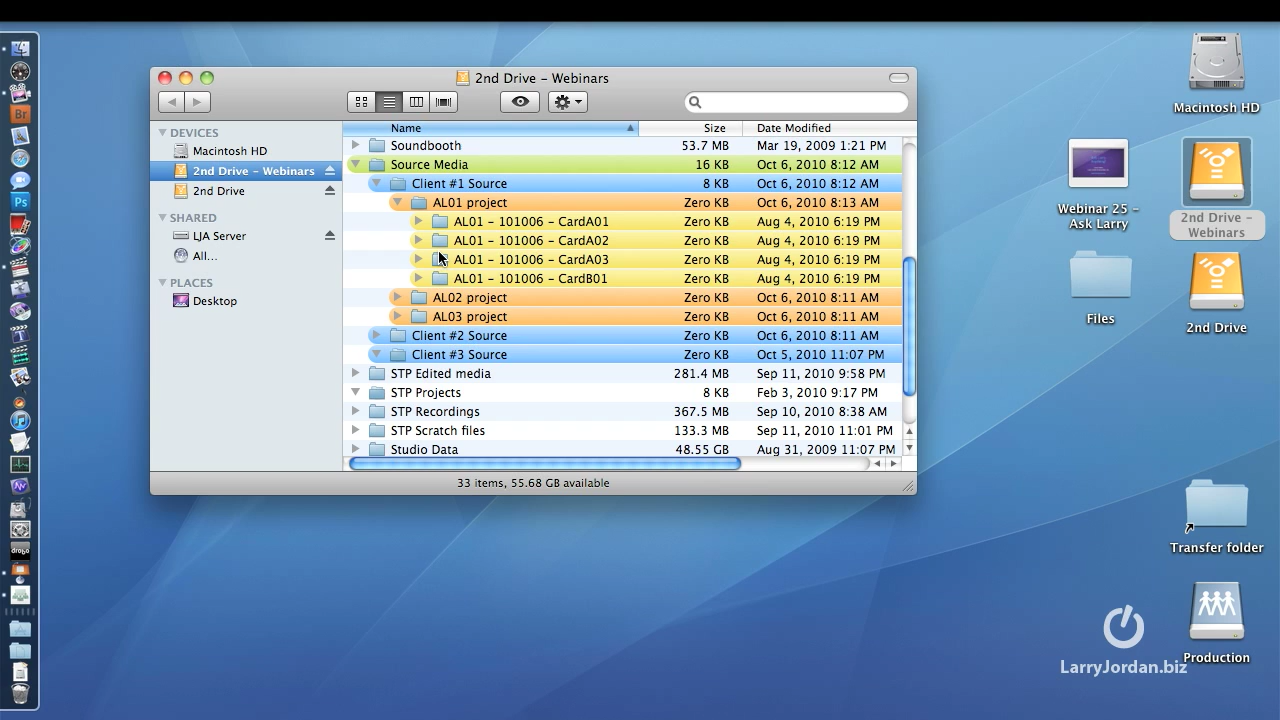 2nd Drive – Webinars
Name Size Date Modified
DEVICES
Macintosh HD
2nd Drive – Webinars
2nd Drive
SHARED
LJA Server
All...
PLACES
Desktop
Soundbooth 53.7 MB Mar 19, 2009 1:21 PM
Source Media 16 KB Oct 6, 2010 8:12 AM
Client #1 Source 8 KB Oct 6, 2010 8:12 AM
AL01 project Zero KB Oct 6, 2010 8:13 AM
AL01 – 101006 – CardA01 Zero KB Aug 4, 2010 6:19 PM
AL01 – 101006 – CardA02 Zero KB Aug 4, 2010 6:19 PM
AL01 – 101006 – CardA03 Zero KB Aug 4, 2010 6:19 PM
AL01 – 101006 – CardB01 Zero KB Aug 4, 2010 6:19 PM
AL02 project Zero KB Oct 6, 2010 8:11 AM
AL03 project Zero KB Oct 6, 2010 8:11 AM
Client #2 Source Zero KB Oct 6, 2010 8:11 AM
Client #3 Source Zero KB Oct 5, 2010 11:07 PM
STP Edited media 281.4 MB Sep 11, 2010 9:58 PM
STP Projects 8 KB Feb 3, 2010 9:17 PM
STP Recordings 367.5 MB Sep 10, 2010 8:38 AM
STP Scratch files 133.3 MB Sep 11, 2010 11:01 PM
Studio Data 48.55 GB Aug 31, 2009 11:07 PM
33 items, 55.68 GB available
Macintosh HD
Webinar 25 –
Ask Larry
2nd Drive –
Webinars
Files
2nd Drive
Transfer folder
Production
LarryJordan.biz
Br
Ps
T
drobo